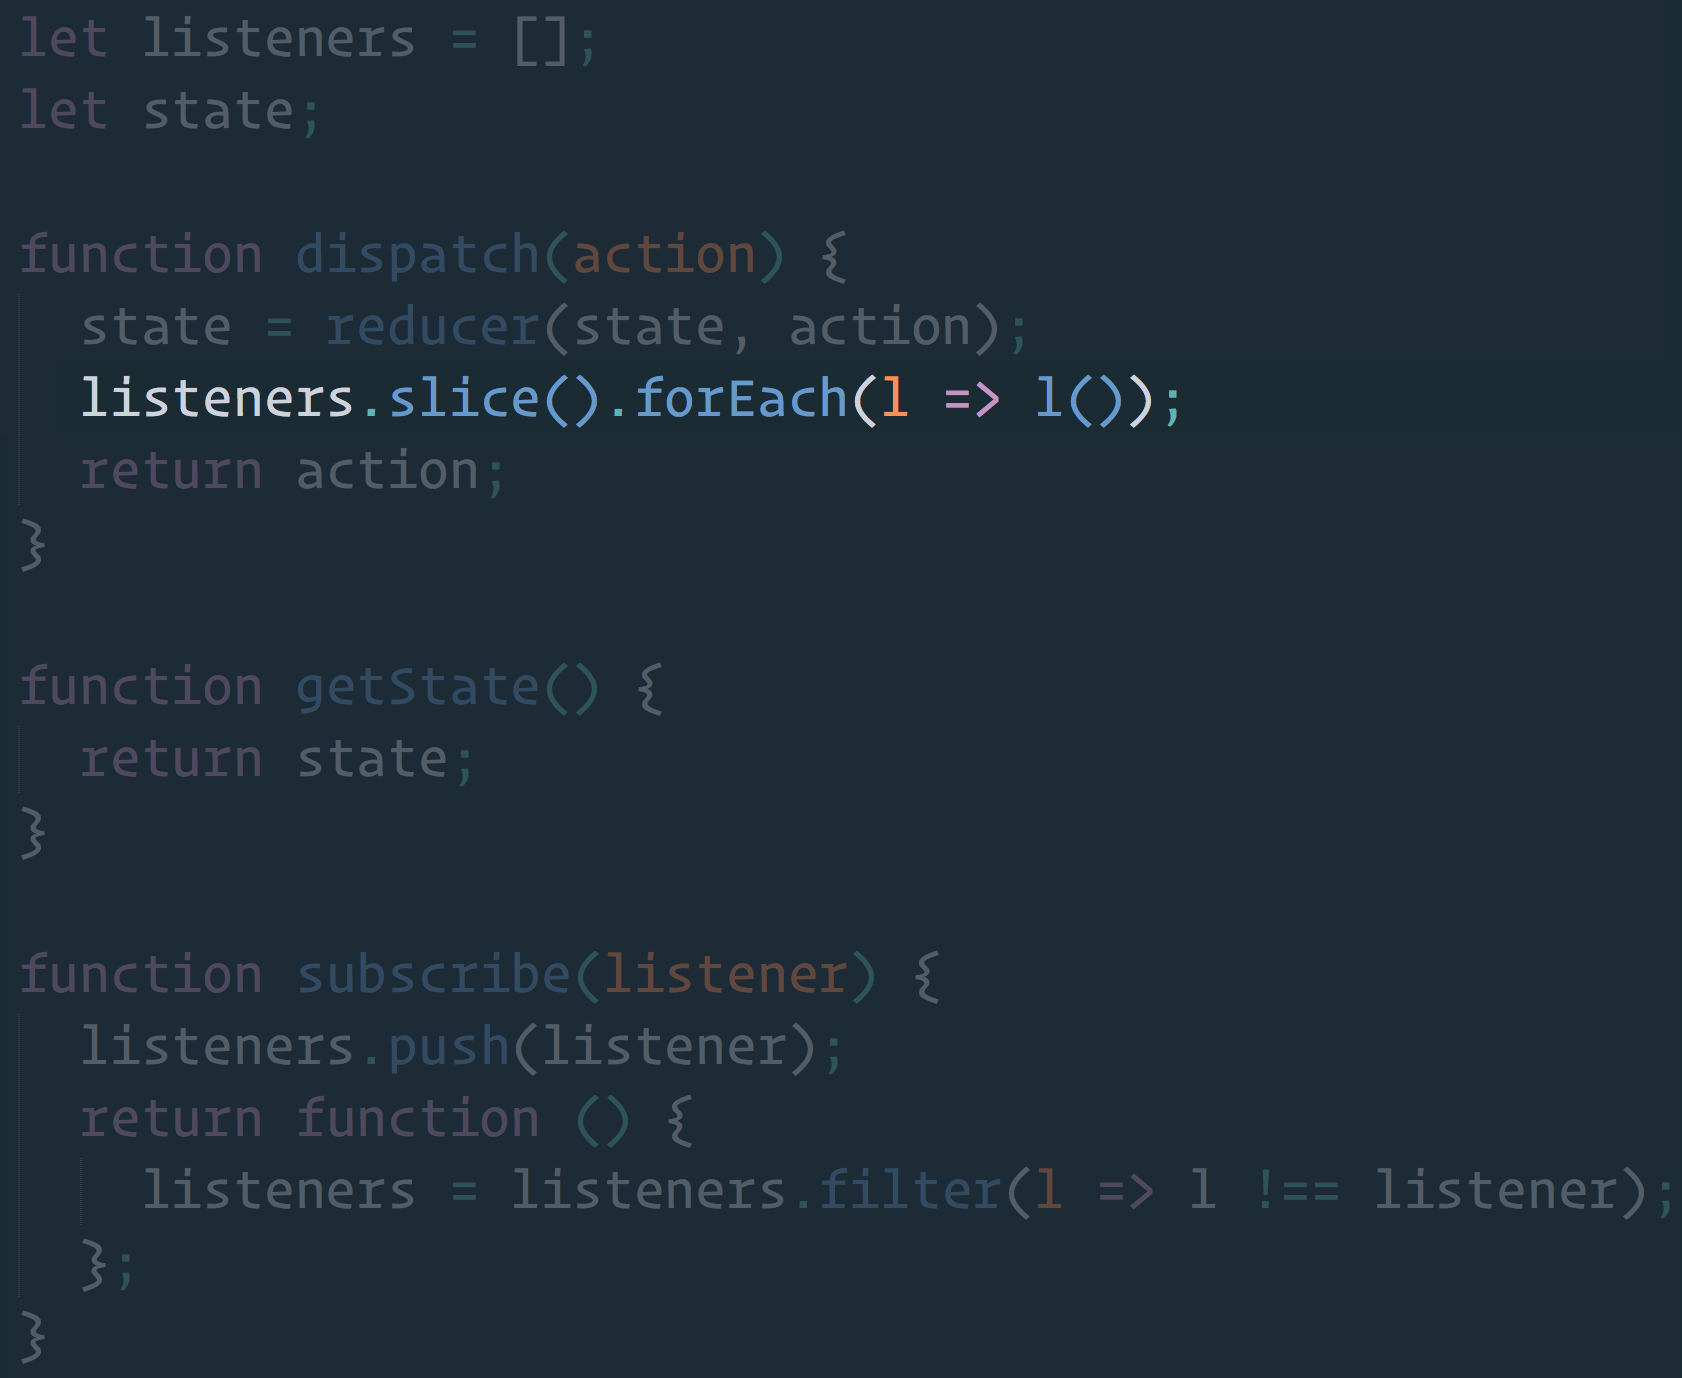 let listeners = [];
let state;
function dispatch(action) {
  state = reducer(state, action);
  listeners.slice().forEach(l => l());
  return action;
}
function getState() {
  return state;
}
function subscribe(listener) {
  listeners.push(listener);
  return function () {
    listeners = listeners.filter(l => l !== listener);
  };
}